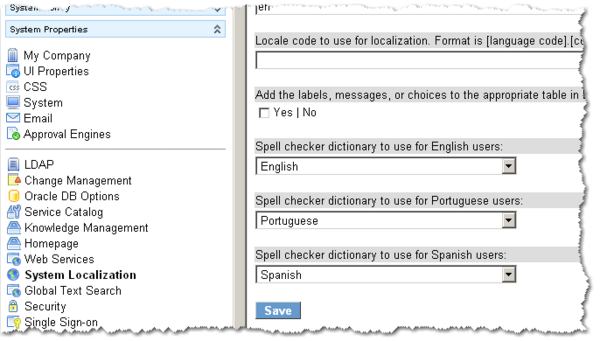 System
en
System Properties
Locale code to use for localization. Format is [language code].[co
My Company
UI Properties
CSS
System
Add the labels, messages, or choices to the appropriate table in
Email
Yes | No
Approval Engines
Spell checker dictionary to use for English users:
LDAP
English
Change Management
Oracle DB Options
Spell checker dictionary to use for Portuguese users:
Service Catalog
Portuguese
Knowledge Management
Homepage
Spell checker dictionary to use for Spanish users:
Web Services
System Localization
Spanish
Global Text Search
Security
Save
Single Sign-on